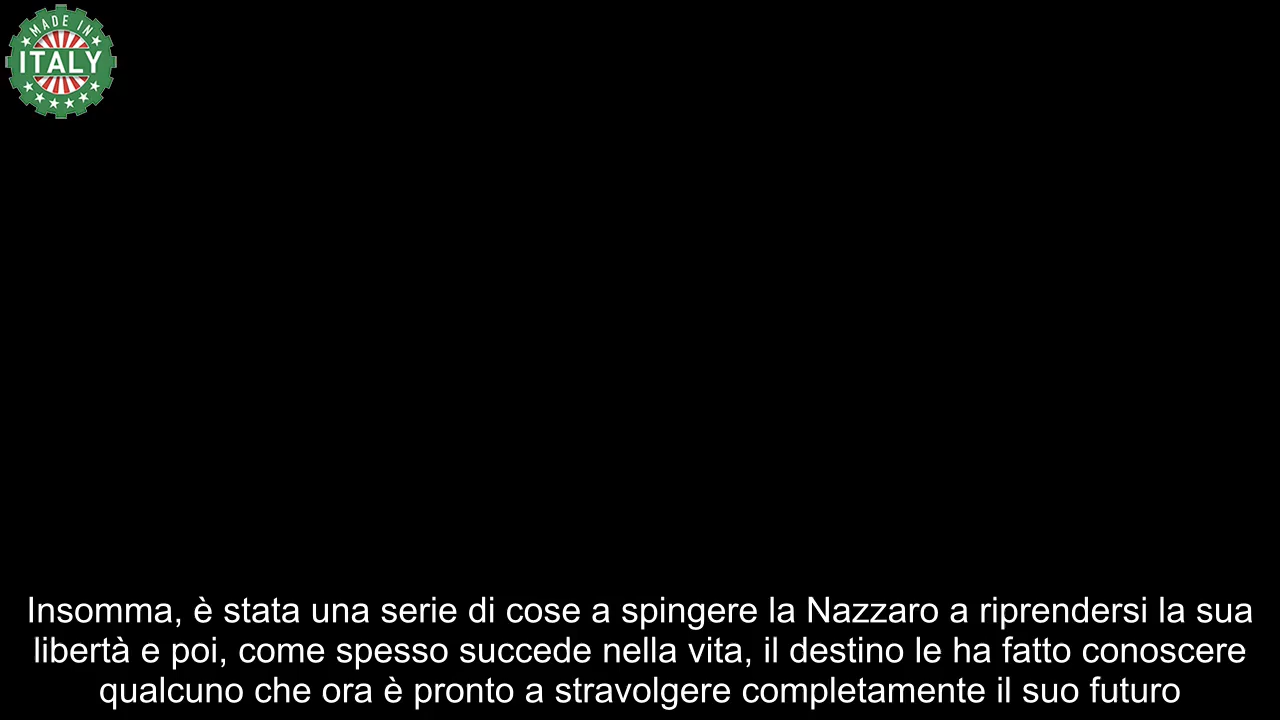 MADE IN
ITALY
Insomma, è stata una serie di cose a spingere la Nazzaro a riprendersi la sua
libertà e poi, come spesso succede nella vita, il destino le ha fatto conoscere
qualcuno che ora è pronto a stravolgere completamente il suo futuro